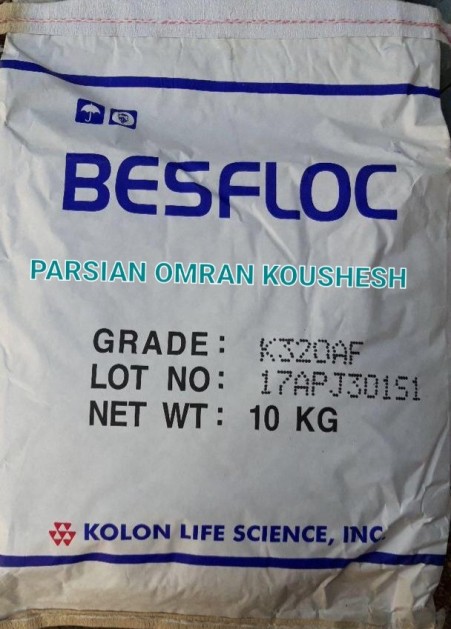 BESFLOC
PARSIAN OMRAN KOUSHESH
GRADE: K320AF
LOT NO: 17APJ30151
NET WT: 10 KG
KOLON LIFE SCIENCE, INC.